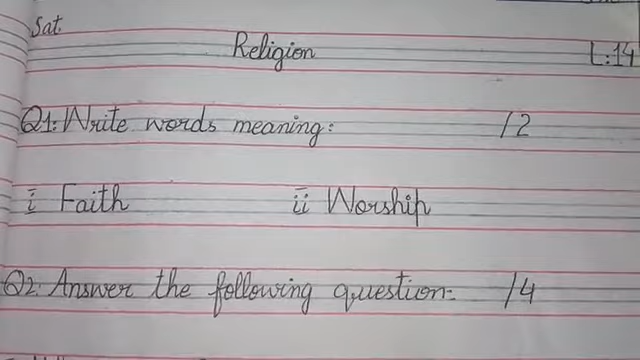 Sat.
Religion L:14
Q1: Write words meaning: /2
i Faith ii Worship
Q2: Answer the following question- /4